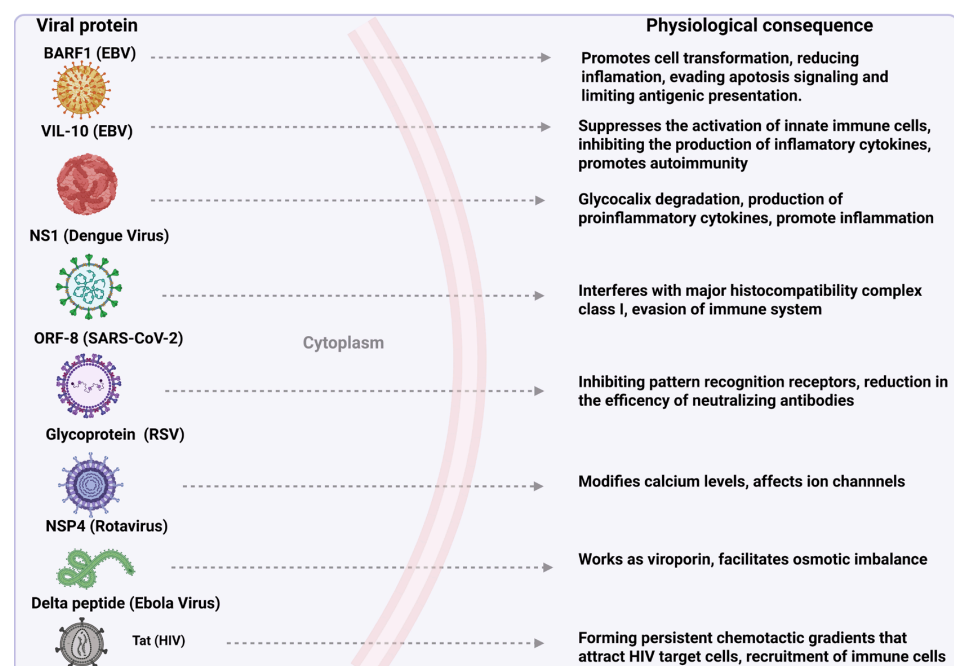 Viral protein
Physiological consequence
BARF1 (EBV)
Promotes cell transformation, reducing
inflamation, evading apotosis signaling and
limiting antigenic presentation.
VIL-10 (EBV)
Suppresses the activation of innate immune cells,
inhibiting the production of inflamatory cytokines,
promotes autoimmunity
NS1 (Dengue Virus)
Glycocalix degradation, production of
proinflammatory cytokines, promote inflammation
ORF-8 (SARS-CoV-2)
Interferes with major histocompatibility complex
class I, evasion of immune system
Cytoplasm
Glycoprotein (RSV)
Inhibiting pattern recognition receptors, reduction in
the efficency of neutralizing antibodies
NSP4 (Rotavirus)
Modifies calcium levels, affects ion channnels
Delta peptide (Ebola Virus)
Works as viroporin, facilitates osmotic imbalance
Tat (HIV)
Forming persistent chemotactic gradients that
attract HIV target cells, recruitment of immune cells